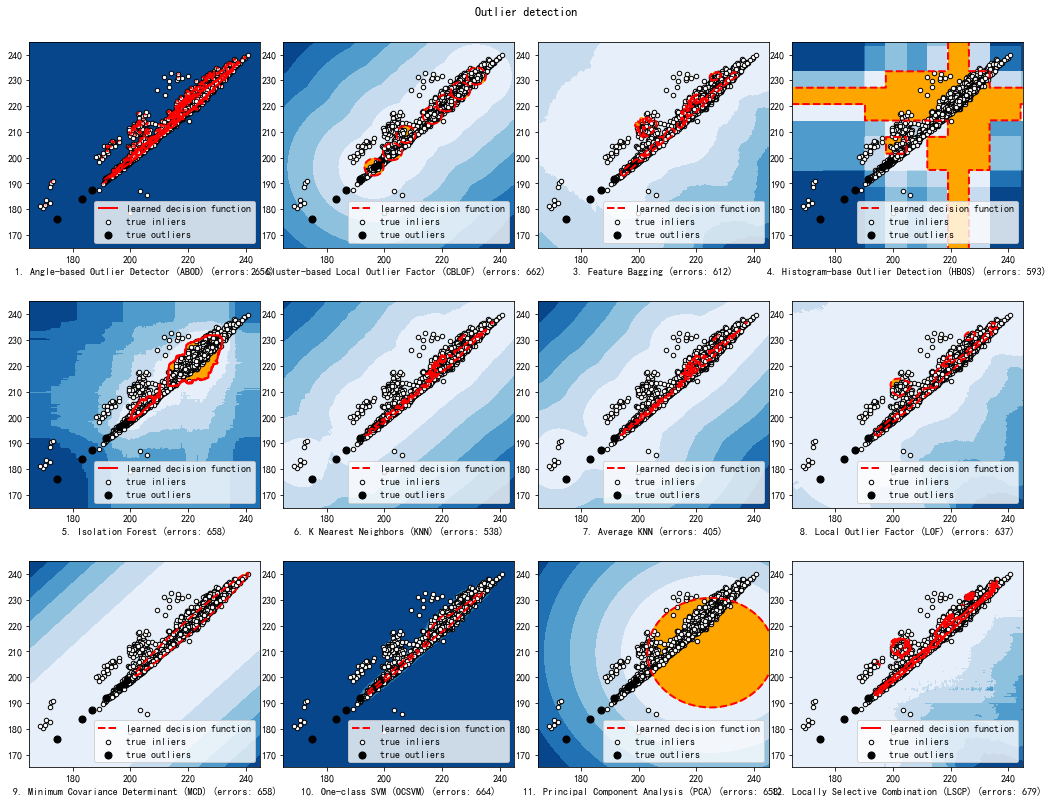 Outlier detection
240
230
220
210
200
190
180
170
180 200 220 240
learned decision function
true inliers
true outliers
1. Angle-based Outlier Detector (ABOD) (errors: 656)
240
230
220
210
200
190
180
170
180 200 220 240
learned decision function
true inliers
true outliers
Cluster-based Local Outlier Factor (CBLOF) (errors: 662)
240
230
220
210
200
190
180
170
180 200 220 240
learned decision function
true inliers
true outliers
3. Feature Bagging (errors: 612)
240
230
220
210
200
190
180
170
180 200 220 240
learned decision function
true inliers
true outliers
4. Histogram-base Outlier Detection (HBOS) (errors: 593)
240
230
220
210
200
190
180
170
180 200 220 240
learned decision function
true inliers
true outliers
5. Isolation Forest (errors: 658)
240
230
220
210
200
190
180
170
180 200 220 240
learned decision function
true inliers
true outliers
6. K Nearest Neighbors (KNN) (errors: 538)
240
230
220
210
200
190
180
170
180 200 220 240
learned decision function
true inliers
true outliers
7. Average KNN (errors: 405)
240
230
220
210
200
190
180
170
180 200 220 240
learned decision function
true inliers
true outliers
8. Local Outlier Factor (LOF) (errors: 637)
240
230
220
210
200
190
180
170
180 200 220 240
learned decision function
true inliers
true outliers
9. Minimum Covariance Determinant (MCD) (errors: 658)
240
230
220
210
200
190
180
170
180 200 220 240
learned decision function
true inliers
true outliers
10. One-class SVM (OCSVM) (errors: 664)
240
230
220
210
200
190
180
170
180 200 220 240
learned decision function
true inliers
true outliers
11. Principal Component Analysis (PCA) (errors:
240
230
220
210
200
190
180
170
180 200 220 240
learned decision function
true inliers
true outliers
Locally Selective Combination (LSCP) (errors: 679)